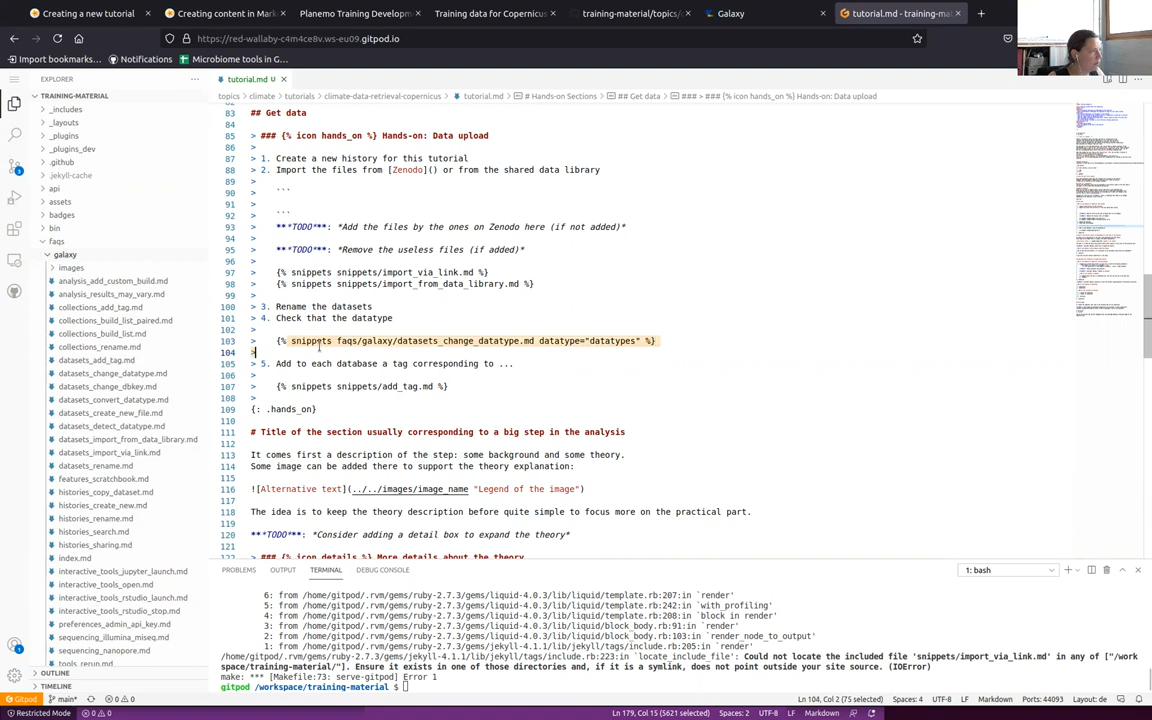 Creating a new tutorial
Creating content in Mark
Planemo Training Developm
Training data for Copernicus
training-material/topics/c
Galaxy
tutorial.md - training-ma
https://red-wallaby-c4m4ce8v.ws-eu09.gitpod.io
Import bookmarks...
Notifications
Microbiome tools in G...
EXPLORER
tutorial.md U
TRAINING-MATERIAL
topics > climate > tutorials > climate-data-retrieval-copernicus > tutorial.md > # Hands-on Sections > ## Get data > ### > ### {% icon hands_on %} Hands-on: Data upload
_includes
_layouts
_plugins
_plugins_dev
.github
.jekyll-cache
api
assets
badges
bin
faqs
galaxy
images
analysis_add_custom_build.md
analysis_results_may_vary.md
collections_add_tag.md
collections_build_list_paired.md
collections_build_list.md
collections_rename.md
datasets_add_tag.md
datasets_change_datatype.md
datasets_change_dbkey.md
datasets_convert_datatype.md
datasets_create_new_file.md
datasets_detect_datatype.md
datasets_import_from_data_library.md
datasets_import_via_link.md
datasets_rename.md
features_scratchbook.md
histories_copy_dataset.md
histories_create_new.md
histories_rename.md
histories_search.md
histories_sharing.md
index.md
interactive_tools_jupyter_launch.md
interactive_tools_open.md
interactive_tools_rstudio_launch.md
interactive_tools_rstudio_stop.md
preferences_admin_api_key.md
sequencing_illumina_miseq.md
sequencing_nanopore.md
tools_rerun.md
OUTLINE
TIMELINE
82
83 ## Get data
84
85 > ### {% icon hands_on %} Hands-on: Data upload
86 >
87 > 1. Create a new history for this tutorial
88 > 2. Import the files from [Zenodo]() or from the shared data library
89 >
90 > ```
91 >
92 > ```
93 > ***TODO***: *Add the files by the ones on Zenodo here (if not added)*
94 >
95 > ***TODO***: *Remove the useless files (if added)*
96 >
97 > {% snippets snippets/import_via_link.md %}
98 > {% snippets snippets/import_from_data_library.md %}
99 >
100 > 3. Rename the datasets
101 > 4. Check that the datatype
102 >
103 > {% snippets faqs/galaxy/datasets_change_datatype.md datatype="datatypes" %}
104 >
105 > 5. Add to each database a tag corresponding to ...
106 >
107 > {% snippets snippets/add_tag.md %}
108 >
109 {: .hands_on}
110
111 # Title of the section usually corresponding to a big step in the analysis
112
113 It comes first a description of the step: some background and some theory.
114 Some image can be added there to support the theory explanation:
115
116 ![Alternative text](../../images/image_name "Legend of the image")
117
118 The idea is to keep the theory description before quite simple to focus more on the practical part.
119
120 ***TODO***: *Consider adding a detail box to expand the theory*
121
122 > ### {% icon details %} More details about the theory
PROBLEMS
OUTPUT
TERMINAL
DEBUG CONSOLE
1: bash
6: from /home/gitpod/.rvm/gems/ruby-2.7.3/gems/liquid-4.0.3/lib/liquid/template.rb:207:in `render'
5: from /home/gitpod/.rvm/gems/ruby-2.7.3/gems/liquid-4.0.3/lib/liquid/template.rb:242:in `with_profiling'
4: from /home/gitpod/.rvm/gems/ruby-2.7.3/gems/liquid-4.0.3/lib/liquid/template.rb:208:in `block in render'
3: from /home/gitpod/.rvm/gems/ruby-2.7.3/gems/liquid-4.0.3/lib/liquid/block_body.rb:91:in `render'
2: from /home/gitpod/.rvm/gems/ruby-2.7.3/gems/liquid-4.0.3/lib/liquid/block_body.rb:103:in `render_node_to_output'
1: from /home/gitpod/.rvm/gems/ruby-2.7.3/gems/jekyll-4.1.1/lib/jekyll/tags/include.rb:205:in `render'
/home/gitpod/.rvm/gems/ruby-2.7.3/gems/jekyll-4.1.1/lib/jekyll/tags/include.rb:223:in `locate_include_file': Could not locate the included file 'snippets/import_via_link.md' in any of ["/work
space/training-material/"]. Ensure it exists in one of those directories and, if it is a symlink, does not point outside your site source. (IOError)
make: *** [Makefile:73: serve-gitpod] Error 1
gitpod /workspace/training-material $
Gitpod
main*
0 0
Ln 104, Col 2 (75 selected)
Spaces: 4
UTF-8
LF
Markdown
Ports: 44093
Layout: de
Restricted Mode
0 0
Ln 179, Col 15 (5621 selected)
Spaces: 2
UTF-8
LF
Markdown